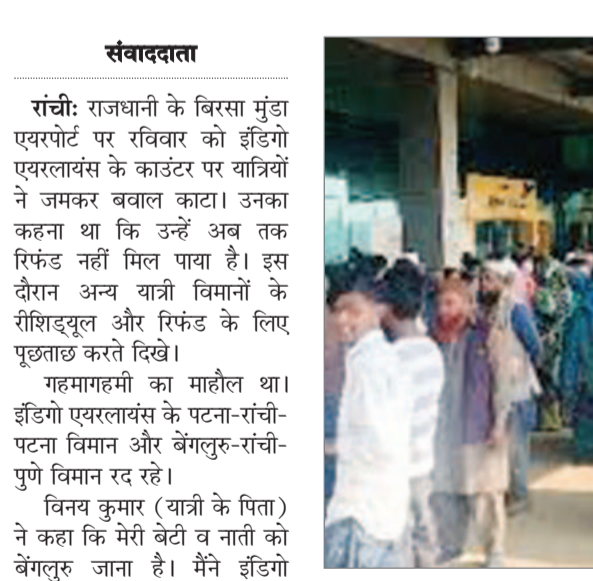 संवाददाता
रांची: राजधानी के बिरसा मुंडा
एयरपोर्ट पर रविवार को इंडिगो
एयरलायंस के काउंटर पर यात्रियों
ने जमकर बवाल काटा। उनका
कहना था कि उन्हें अब तक
रिफंड नहीं मिल पाया है। इस
दौरान अन्य यात्री विमानों के
रीशिड्यूल और रिफंड के लिए
पूछताछ करते दिखे।
गहमागहमी का माहौल था।
इंडिगो एयरलायंस के पटना-रांची-
पटना विमान और बेंगलुरु-रांची-
पुणे विमान रद रहे।
विनय कुमार (यात्री के पिता)
ने कहा कि मेरी बेटी व नाती को
बेंगलुरु जाना है। मैंने इंडिगो